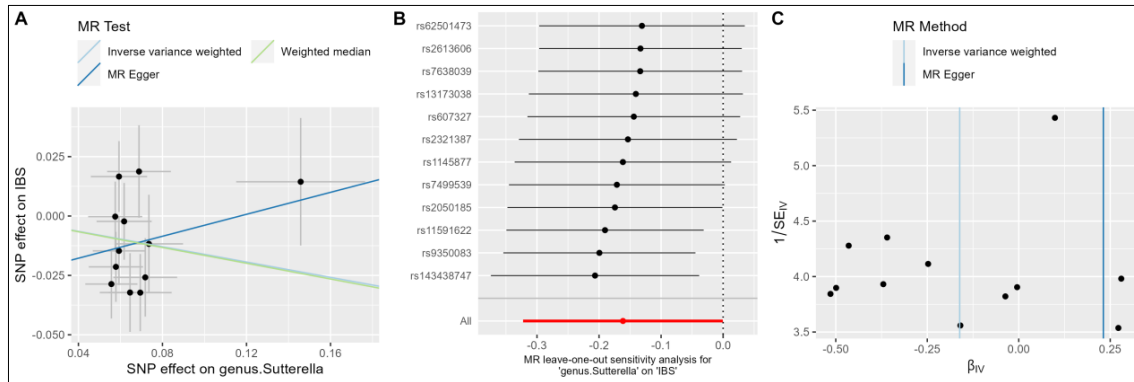 A
MR Test
Inverse variance weighted
Weighted median
MR Egger
SNP effect on IBS
0.025
0.000
-0.025
-0.050
0.04
0.08
0.12
0.16
SNP effect on genus.Sutterella
B
rs62501473
rs2613606
rs7638039
rs13173038
rs607327
rs2321387
rs1145877
rs7499539
rs2050185
rs11591622
rs9350083
rs143438747
All
-0.3
-0.2
-0.1
0.0
MR leave-one-out sensitivity analysis for
'genus.Sutterella' on 'IBS'
C
MR Method
Inverse variance weighted
MR Egger
1/SE_IV
5.5
5.0
4.5
4.0
3.5
-0.50
-0.25
0.00
0.25
β_IV